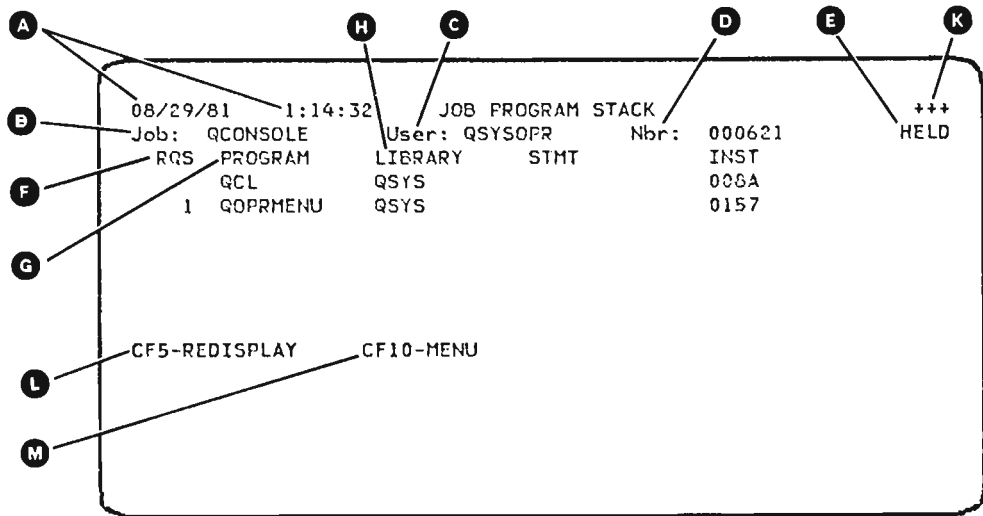 A H C D E K
08/29/81 1:14:32 JOB PROGRAM STACK +++
B Job: QCONSOLE User: QSYSOPR Nbr: 000621 HELD
F RQS PROGRAM LIBRARY STMT INST
QCL QSYS 008A
1 QOPRMENU QSYS 0157
G
CF5-REDISPLAY CF10-MENU
L
M